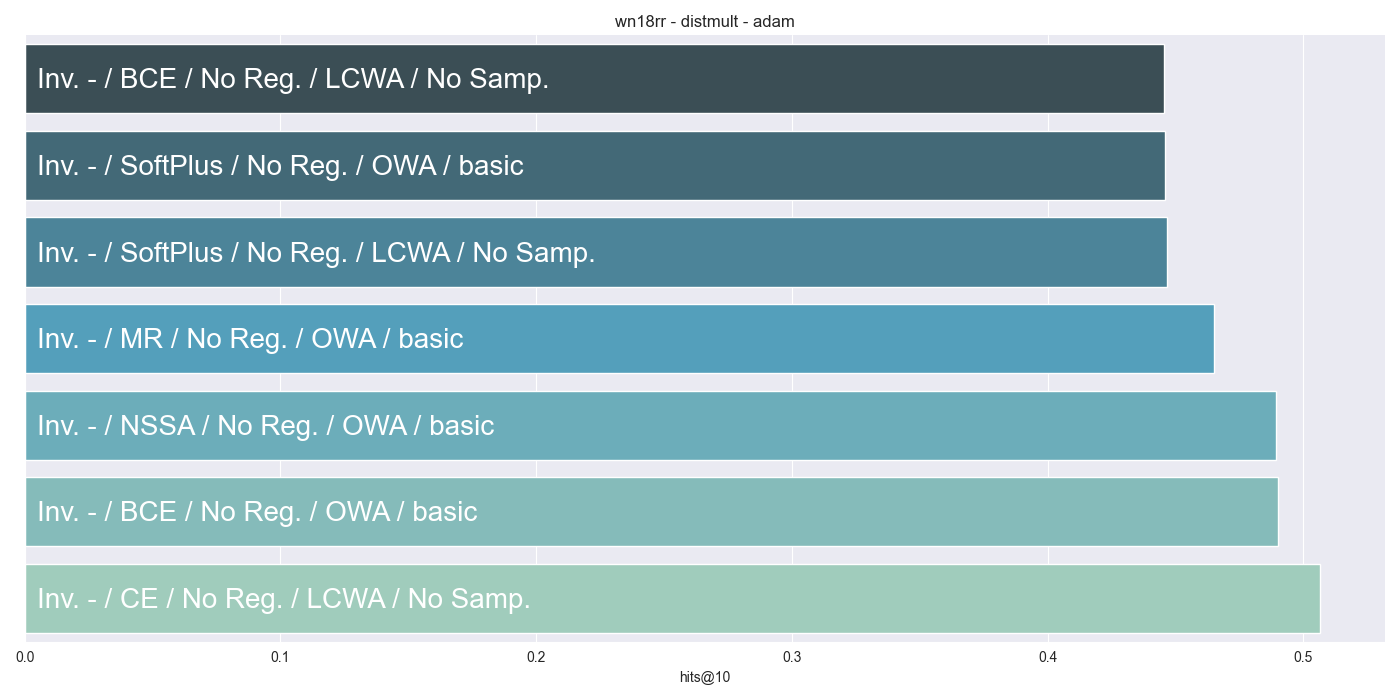 wn18rr - distmult - adam
Inv. - / BCE / No Reg. / LCWA / No Samp.
Inv. - / SoftPlus / No Reg. / OWA / basic
Inv. - / SoftPlus / No Reg. / LCWA / No Samp.
Inv. - / MR / No Reg. / OWA / basic
Inv. - / NSSA / No Reg. / OWA / basic
Inv. - / BCE / No Reg. / OWA / basic
Inv. - / CE / No Reg. / LCWA / No Samp.
0.0 0.1 0.2 0.3 0.4 0.5
hits@10